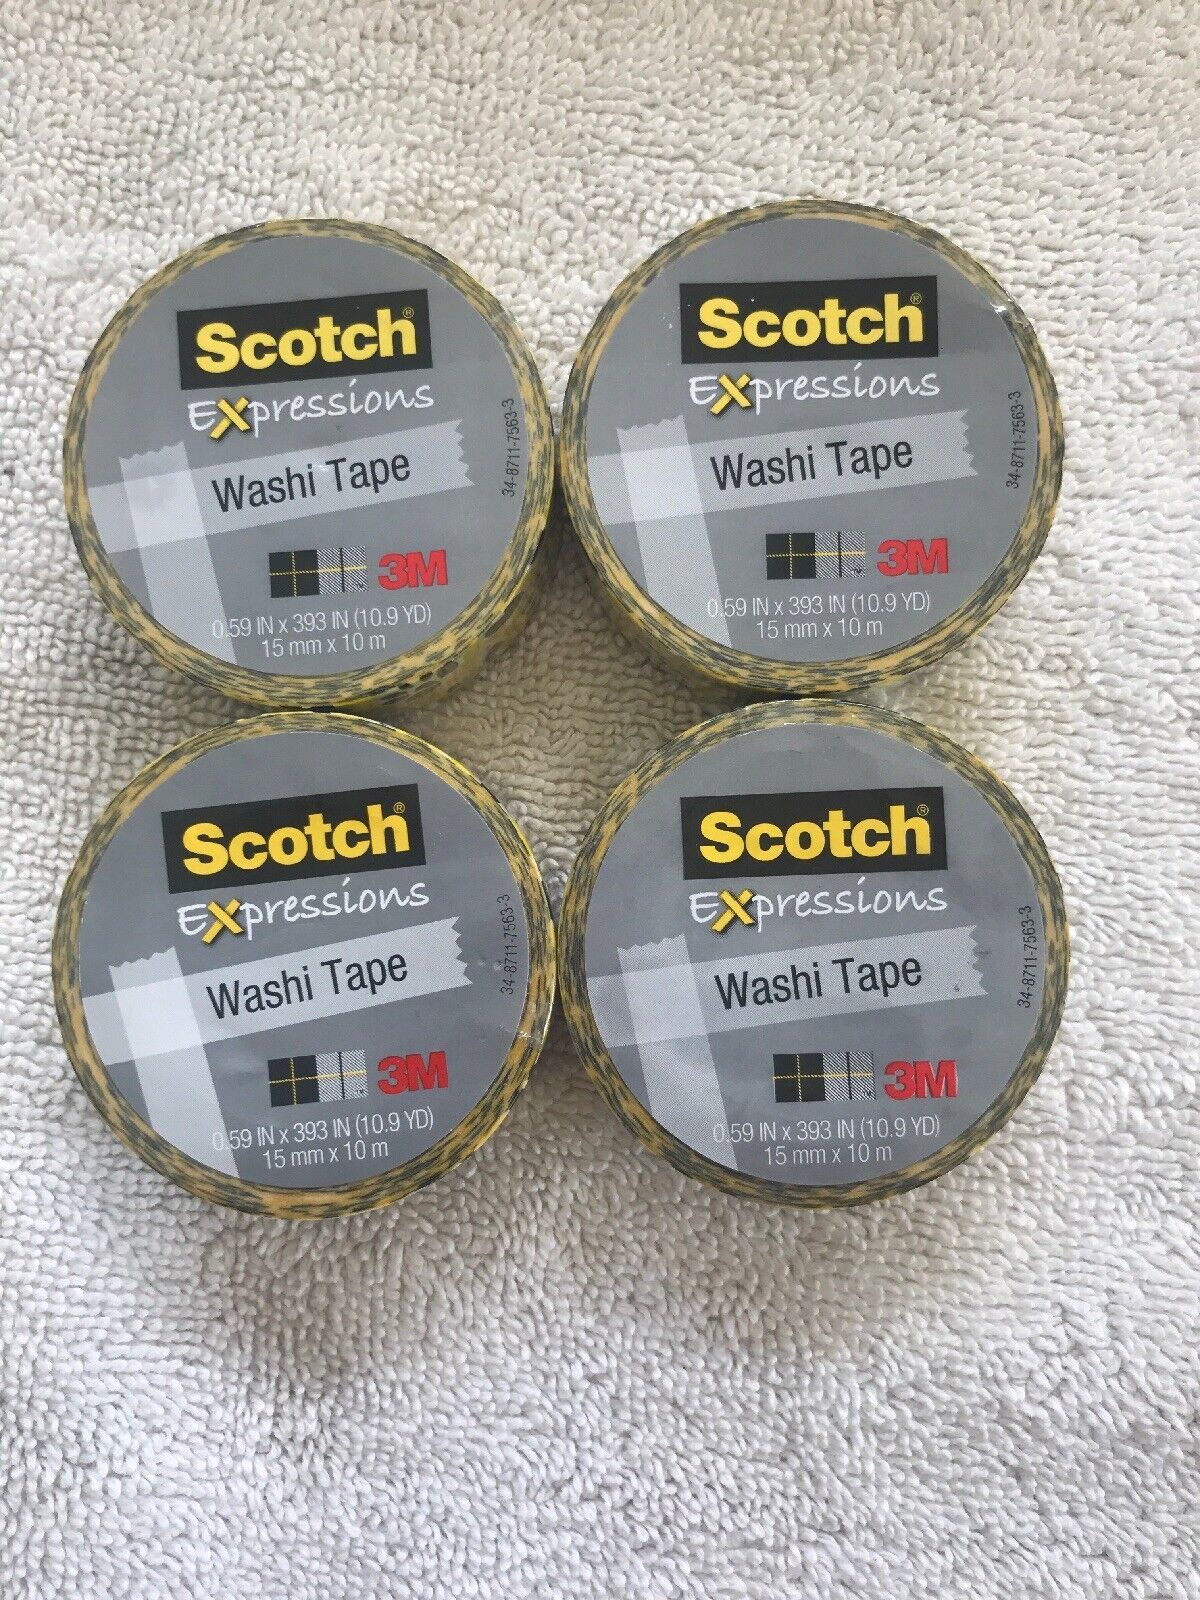 Scotch®
Expressions
Washi Tape
34-8711-7563-3
3M
0.59 IN x 393 IN (10.9 YD)
15 mm x 10 m
Scotch®
Expressions
Washi Tape
34-8711-7563-3
™ 3M
0.59 IN x 393 IN (10.9 YD)
15 mm x 10 m
Scotch®
Expressions
Washi Tape
34-8711-7563-3
3M
0.59 IN x 393 IN (10.9 YD)
15 mm x 10 m
Scotch®
Expressions
Washi Tape
34-8711-7563-3
3M
0.59 IN x 393 IN (10.9 YD)
15 mm x 10 m